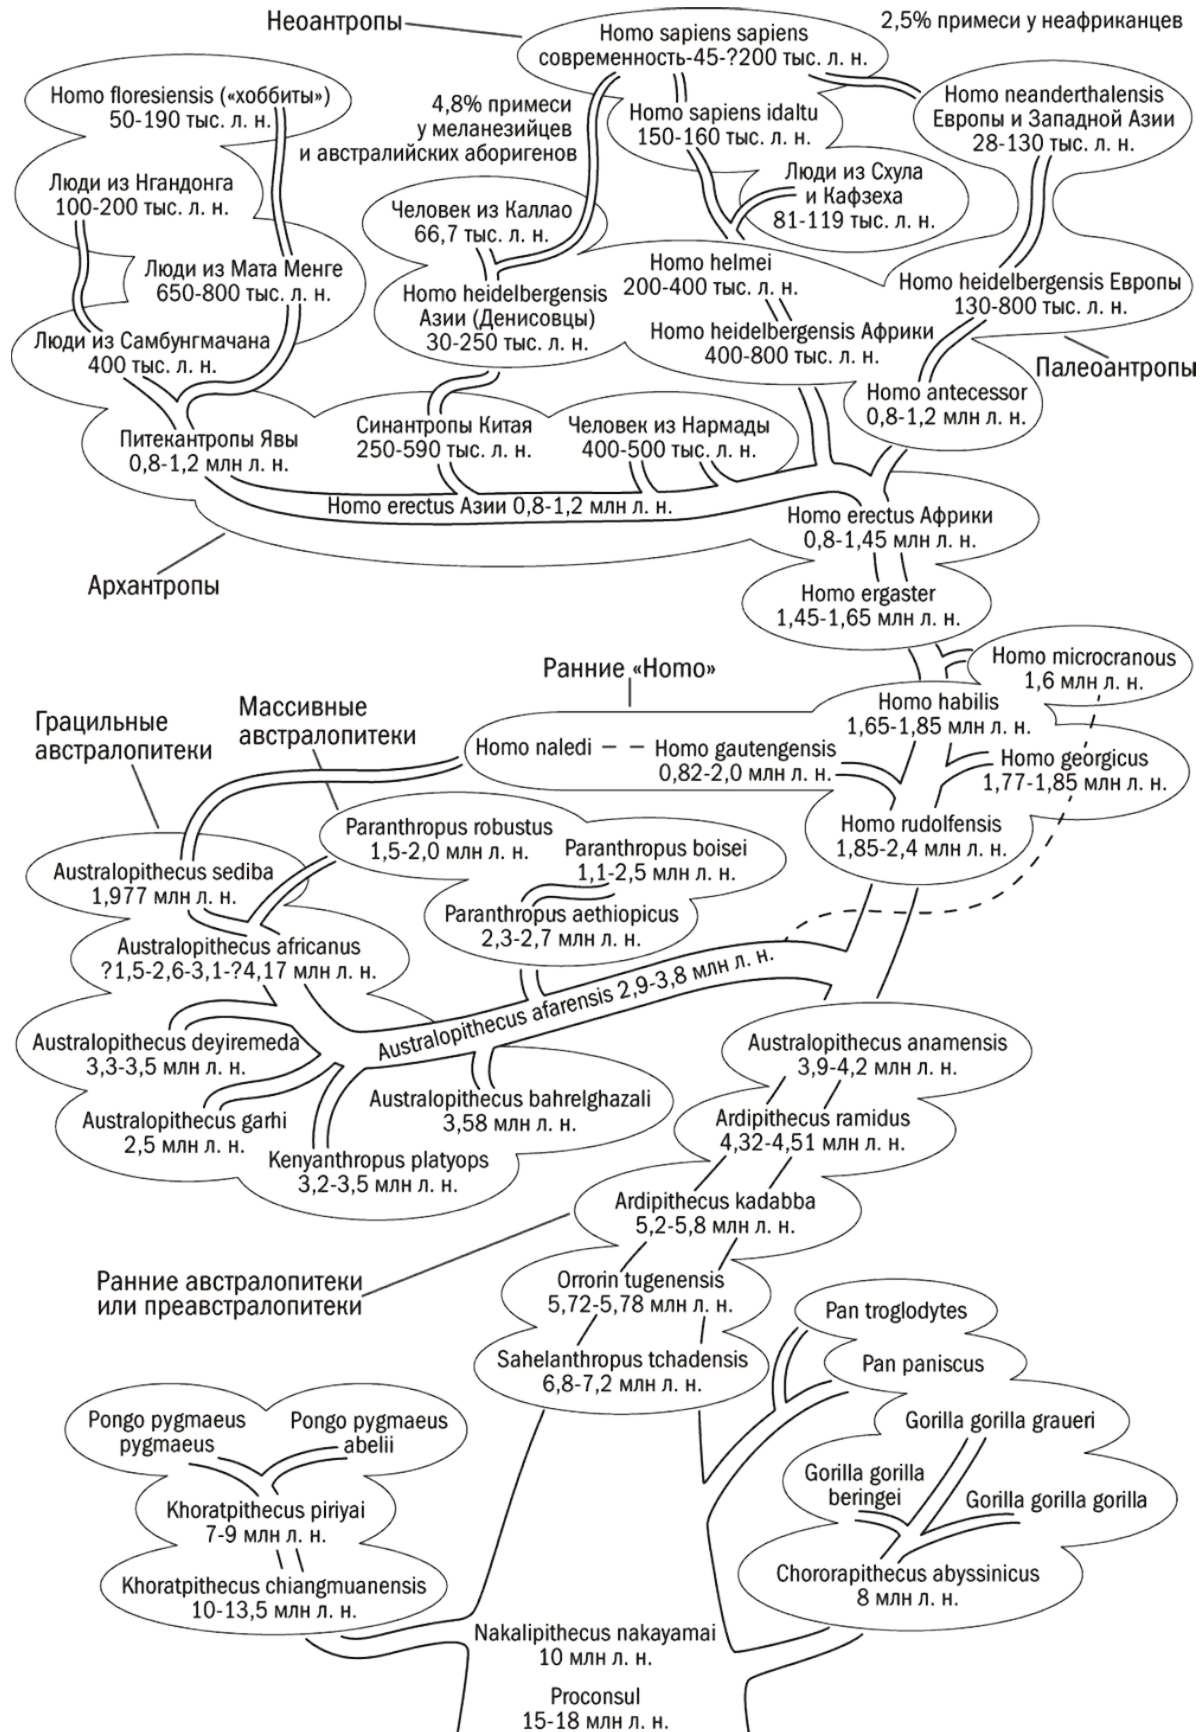 Неоантропы
Homo sapiens sapiens
современность-45-?200 тыс. л. н.
2,5% примеси у неафриканцев
Homo floresiensis («хоббиты»)
50-190 тыс. л. н.
4,8% примеси
у меланезийцев
и австралийских аборигенов
Homo sapiens idaltu
150-160 тыс. л. н.
Homo neanderthalensis
Европы и Западной Азии
28-130 тыс. л. н.
Люди из Нгандонга
100-200 тыс. л. н.
Люди из Схула
и Кафзеха
81-119 тыс. л. н.
Человек из Каллао
66,7 тыс. л. н.
Люди из Мата Менге
650-800 тыс. л. н.
Homo heidelbergensis
Азии (Денисовцы)
30-250 тыс. л. н.
Homo helmei
200-400 тыс. л. н.
Homo heidelbergensis Европы
130-800 тыс. л. н.
Люди из Самбунгмачана
400 тыс. л. н.
Homo heidelbergensis Африки
400-800 тыс. л. н.
Палеоантропы
Homo antecessor
0,8-1,2 млн л. н.
Питекантропы Явы
0,8-1,2 млн л. н.
Синантропы Китая
250-590 тыс. л. н.
Человек из Нармады
400-500 тыс. л. н.
Homo erectus Азии 0,8-1,2 млн л. н.
Homo erectus Африки
0,8-1,45 млн л. н.
Архантропы
Homo ergaster
1,45-1,65 млн л. н.
Ранние «Homo»
Homo microcranous
1,6 млн л. н.
Homo habilis
1,65-1,85 млн л. н.
Грацильные
австралопитеки
Массивные
австралопитеки
Homo naledi – – Homo gautengensis
0,82-2,0 млн л. н.
Homo georgicus
1,77-1,85 млн л. н.
Homo rudolfensis
1,85-2,4 млн л. н.
Paranthropus robustus
1,5-2,0 млн л. н.
Paranthropus boisei
1,1-2,5 млн л. н.
Australopithecus sediba
1,977 млн л. н.
Paranthropus aethiopicus
2,3-2,7 млн л. н.
Australopithecus africanus
?1,5-2,6-3,1-?4,17 млн л. н.
Australopithecus afarensis 2,9-3,8 млн л. н.
Australopithecus deyiremeda
3,3-3,5 млн л. н.
Australopithecus anamensis
3,9-4,2 млн л. н.
Australopithecus bahrelghazali
3,58 млн л. н.
Australopithecus garhi
2,5 млн л. н.
Ardipithecus ramidus
4,32-4,51 млн л. н.
Kenyanthropus platyops
3,2-3,5 млн л. н.
Ardipithecus kadabba
5,2-5,8 млн л. н.
Ранние австралопитеки
или преавстралопитеки
Orrorin tugenensis
5,72-5,78 млн л. н.
Pan troglodytes
Sahelanthropus tchadensis
6,8-7,2 млн л. н.
Pan paniscus
Pongo pygmaeus
pygmaeus
Pongo pygmaeus
abelii
Gorilla gorilla graueri
Gorilla gorilla
beringei
Gorilla gorilla gorilla
Khoratpithecus piriyai
7-9 млн л. н.
Khoratpithecus chiangmuanensis
10-13,5 млн л. н.
Chororapithecus abyssinicus
8 млн л. н.
Nakalipithecus nakayamai
10 млн л. н.
Proconsul
15-18 млн л. н.